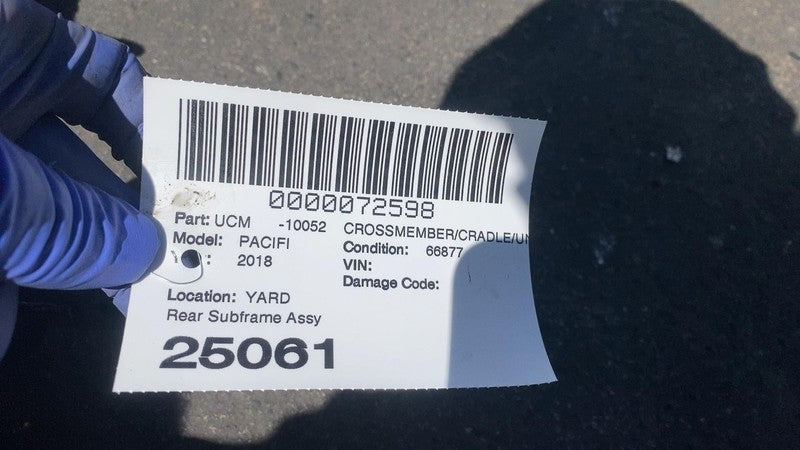 0000072598
Part: UCM -10052 CROSSMEMBER/CRADLE/UN
Model: PACIFI Condition: 66877
: 2018 VIN:
Damage Code:
Location: YARD
Rear Subframe Assy
25061